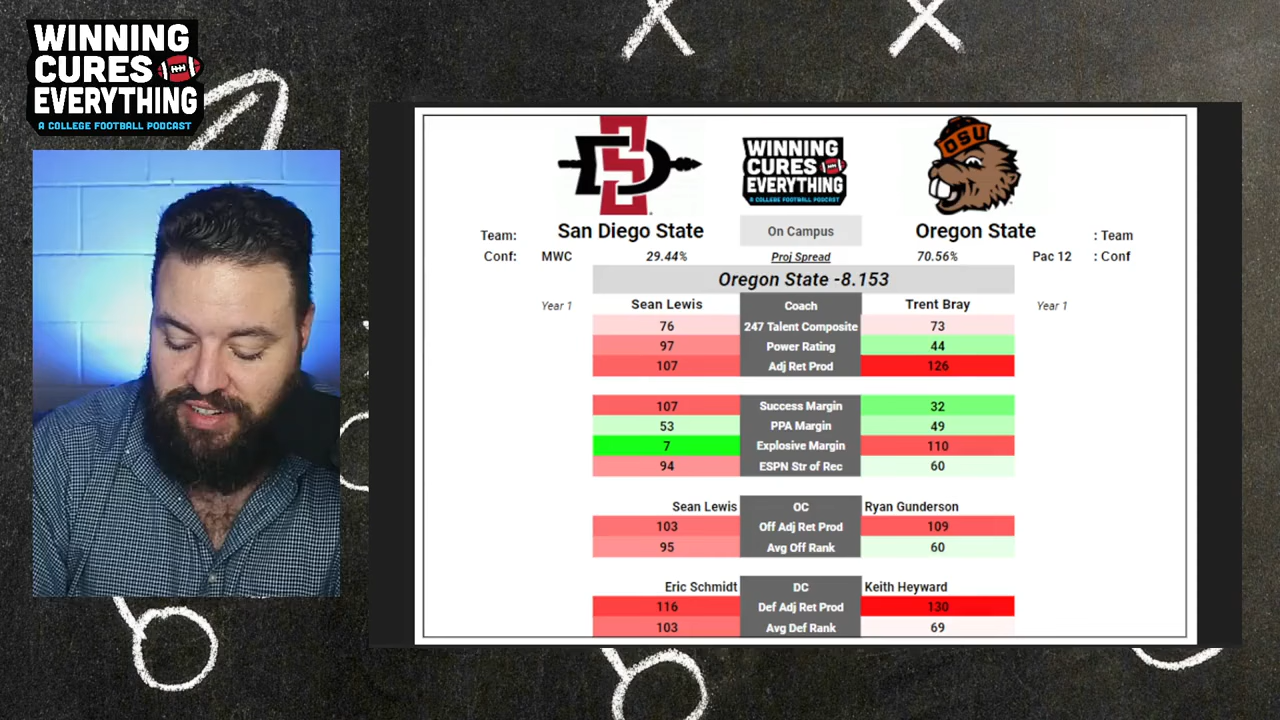 WINNING
CURES
EVERYTHING
A COLLEGE FOOTBALL PODCAST
SD
WINNING
CURES
EVERYTHING
A COLLEGE FOOTBALL PODCAST
OSU
Team: San Diego State On Campus Oregon State : Team
Conf: MWC 29.44% Proj Spread 70.56% Pac 12 : Conf
Oregon State -8.153
Year 1 Sean Lewis Coach Trent Bray Year 1
76 247 Talent Composite 73
97 Power Rating 44
107 Adj Ret Prod 126
107 Success Margin 32
53 PPA Margin 49
7 Explosive Margin 110
94 ESPN Str of Rec 60
Sean Lewis OC Ryan Gunderson
103 Off Adj Ret Prod 109
95 Avg Off Rank 60
Eric Schmidt DC Keith Heyward
116 Def Adj Ret Prod 130
103 Avg Def Rank 69